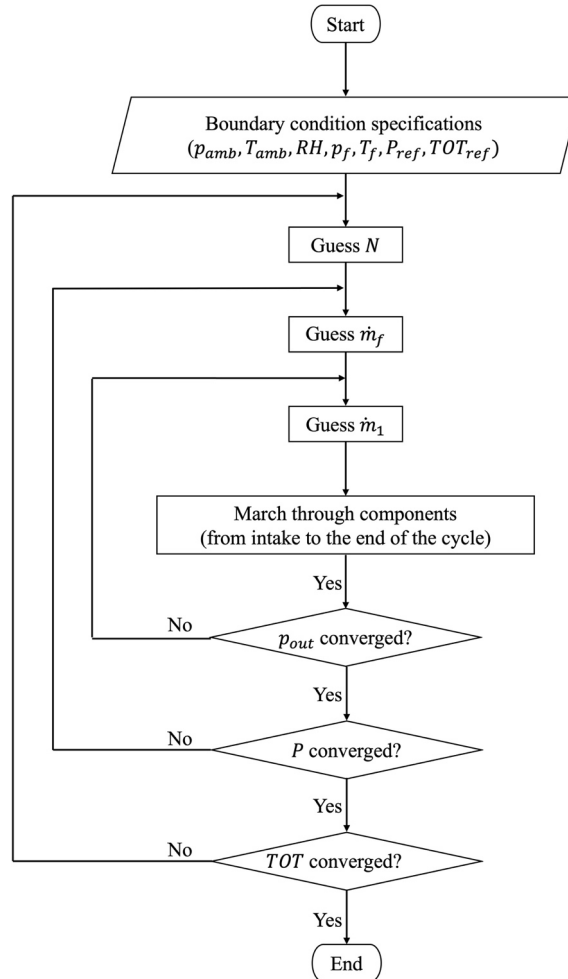 Start
Boundary condition specifications
(p_amb, T_amb, RH, p_f, T_f, P_ref, TOT_ref)
Guess N
Guess ṁ_f
Guess ṁ_1
March through components
(from intake to the end of the cycle)
Yes
No
p_out converged?
Yes
No
P converged?
Yes
No
TOT converged?
Yes
End